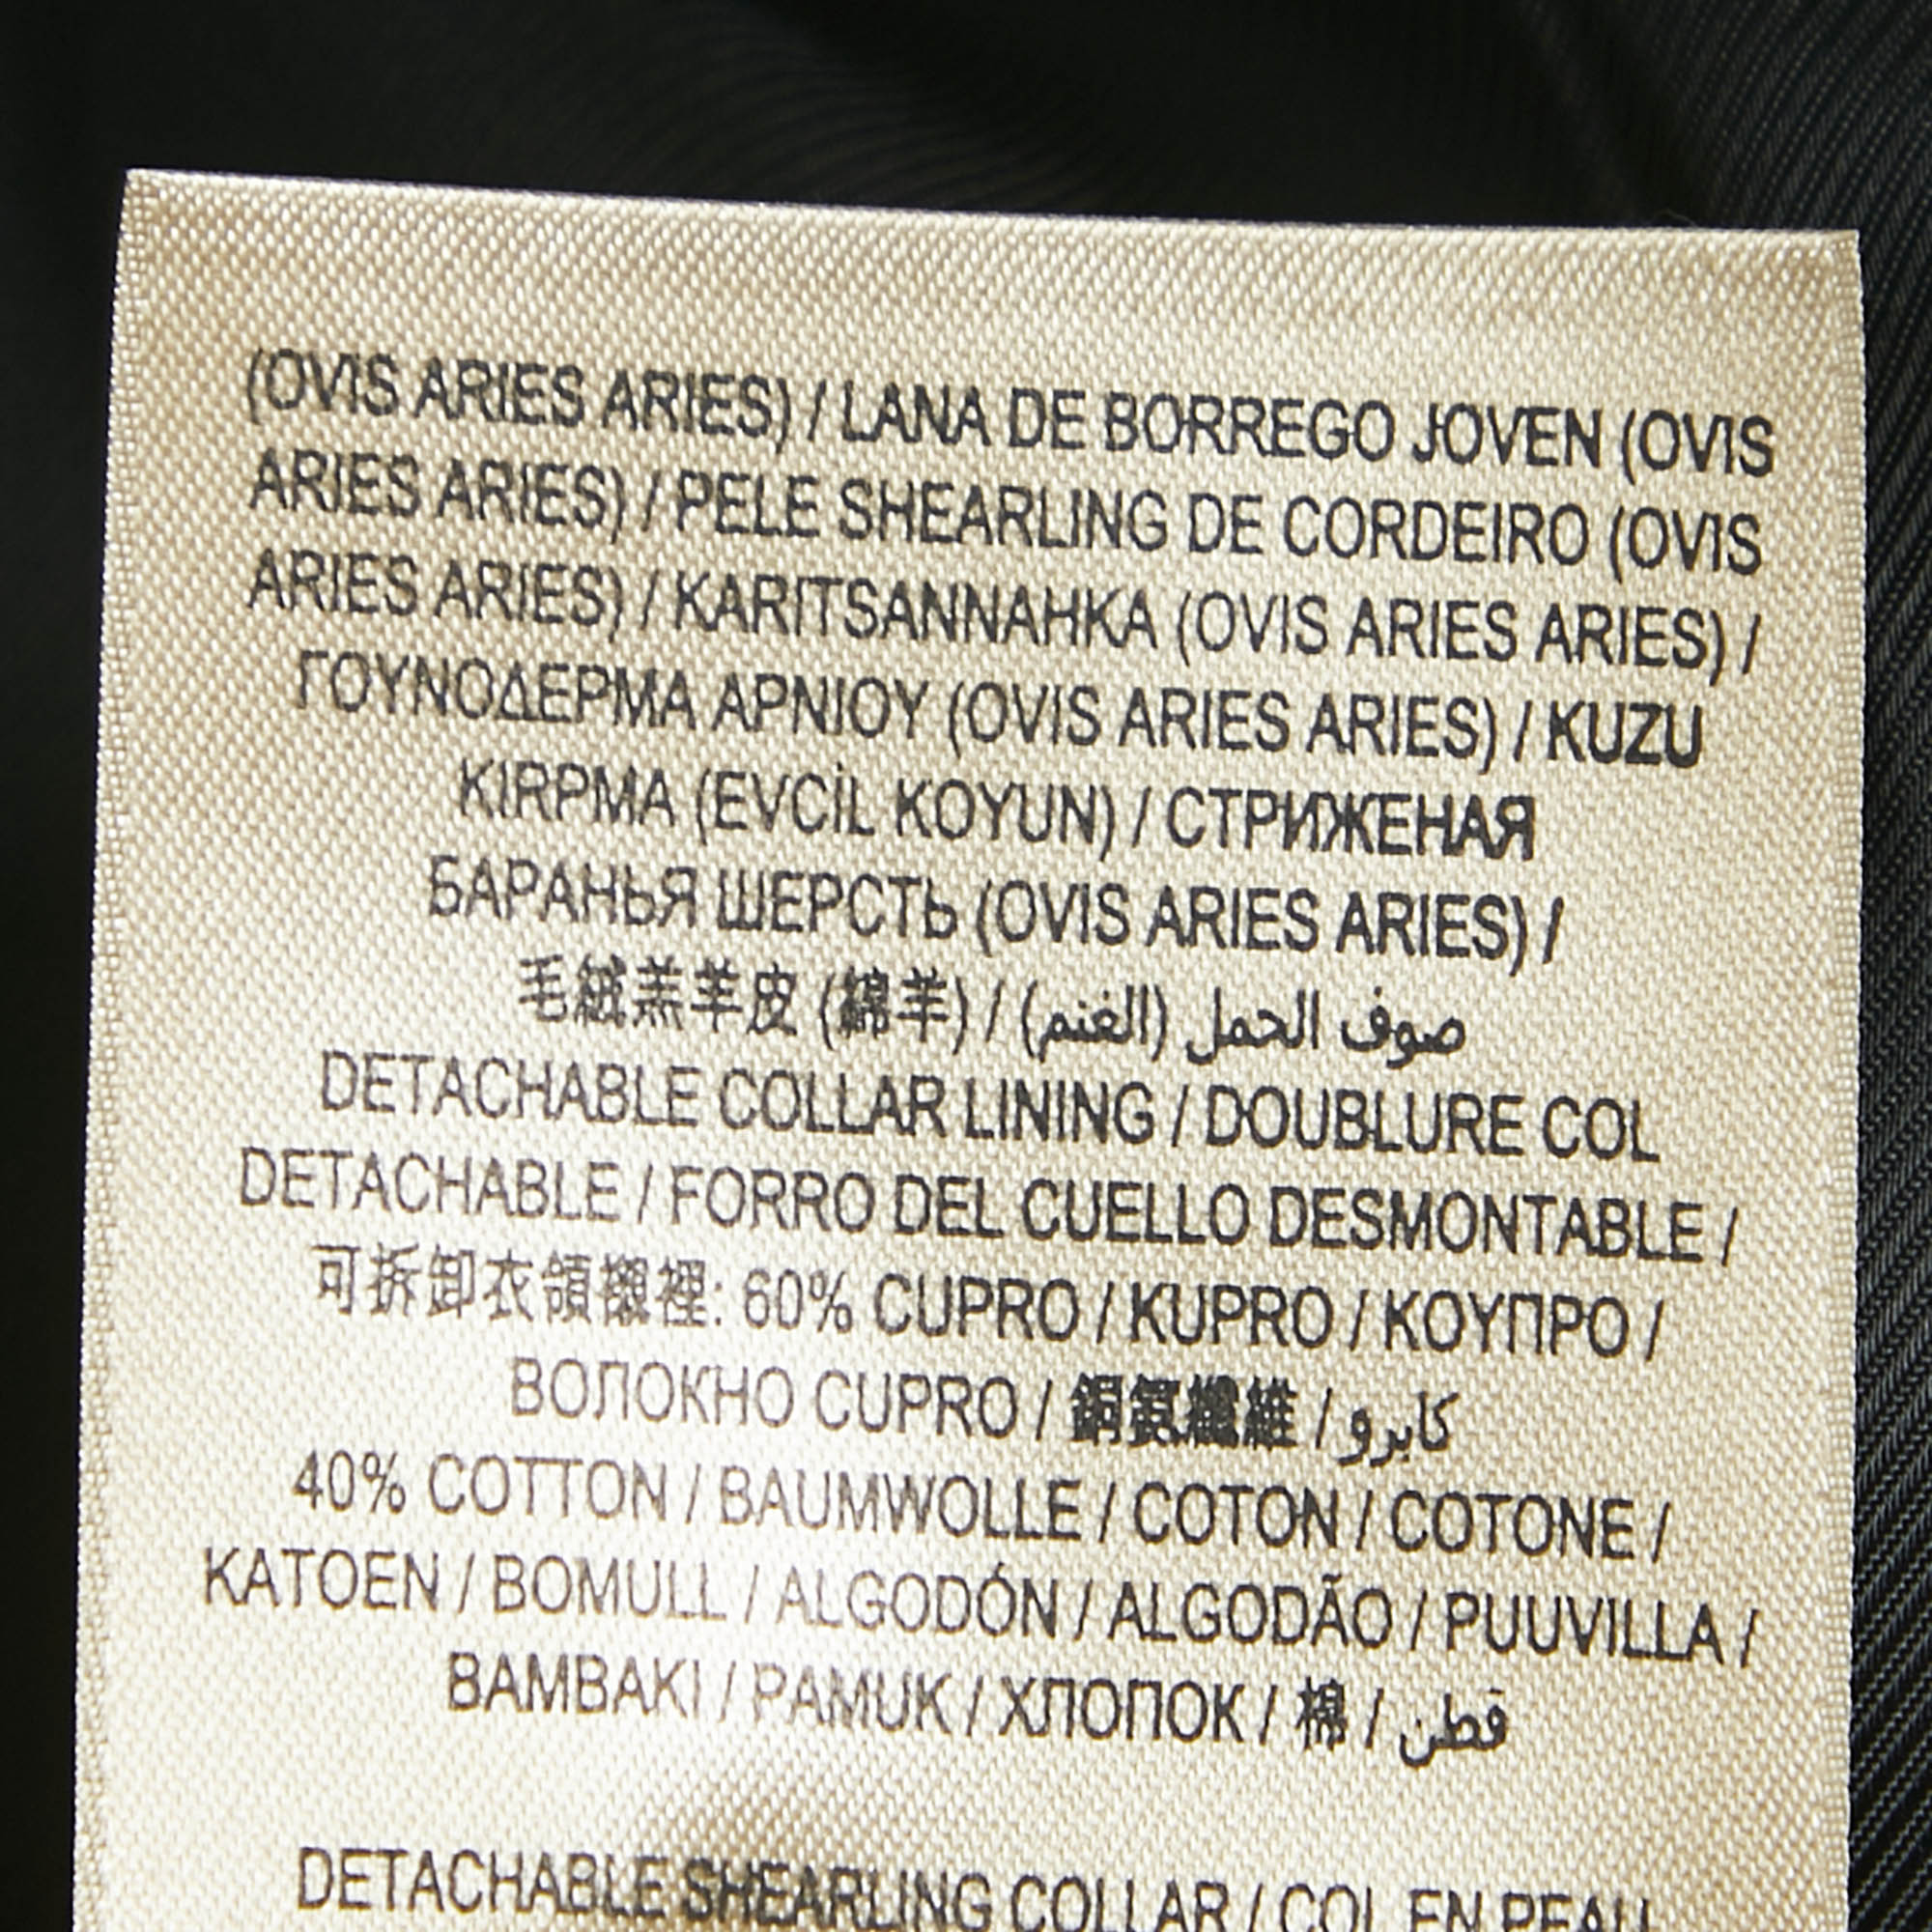 (OVIS ARIES ARIES) / LANA DE BORREGO JOVEN (OVIS
ARIES ARIES) / PELE SHEARLING DE CORDEIRO (OVIS
ARIES ARIES) / KARITSANNAHKA (OVIS ARIES ARIES) /
ΓΟΥΝΟΔΕΡΜΑ ΑΡΝΙΟΥ (OVIS ARIES ARIES) / KUZU
KIRPMA (EVCİL KOYUN) / СТРИЖЕНАЯ
БАРАНЬЯ ШЕРСТЬ (OVIS ARIES ARIES) /
毛絨羔羊皮 (綿羊) / صوف الحمل (الغنم)
DETACHABLE COLLAR LINING / DOUBLURE COL
DETACHABLE / FORRO DEL CUELLO DESMONTABLE /
可拆卸衣領襯裡: 60% CUPRO / KUPRO / ΚΟΥΠΡΟ /
ВОЛОКНО CUPRO / 銅氨纖維 / كابرو
40% COTTON / BAUMWOLLE / COTON / COTONE /
KATOEN / BOMULL / ALGODÓN / ALGODÃO / PUUVILLA /
ΒΑΜΒΑΚΙ / PAMUK / ХЛОПОК / 棉 / قطن
DETACHABLE SHEARLING COLLAR / COL EN PEAU